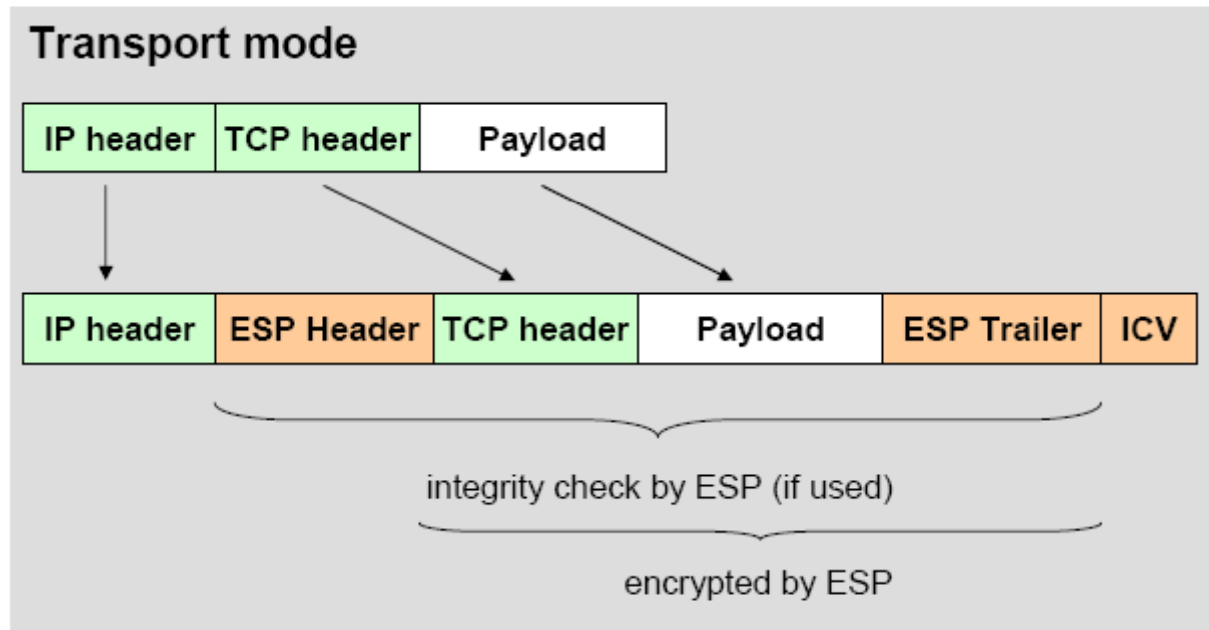 Transport mode
IP header TCP header Payload
IP header ESP Header TCP header Payload ESP Trailer ICV
integrity check by ESP (if used)
encrypted by ESP